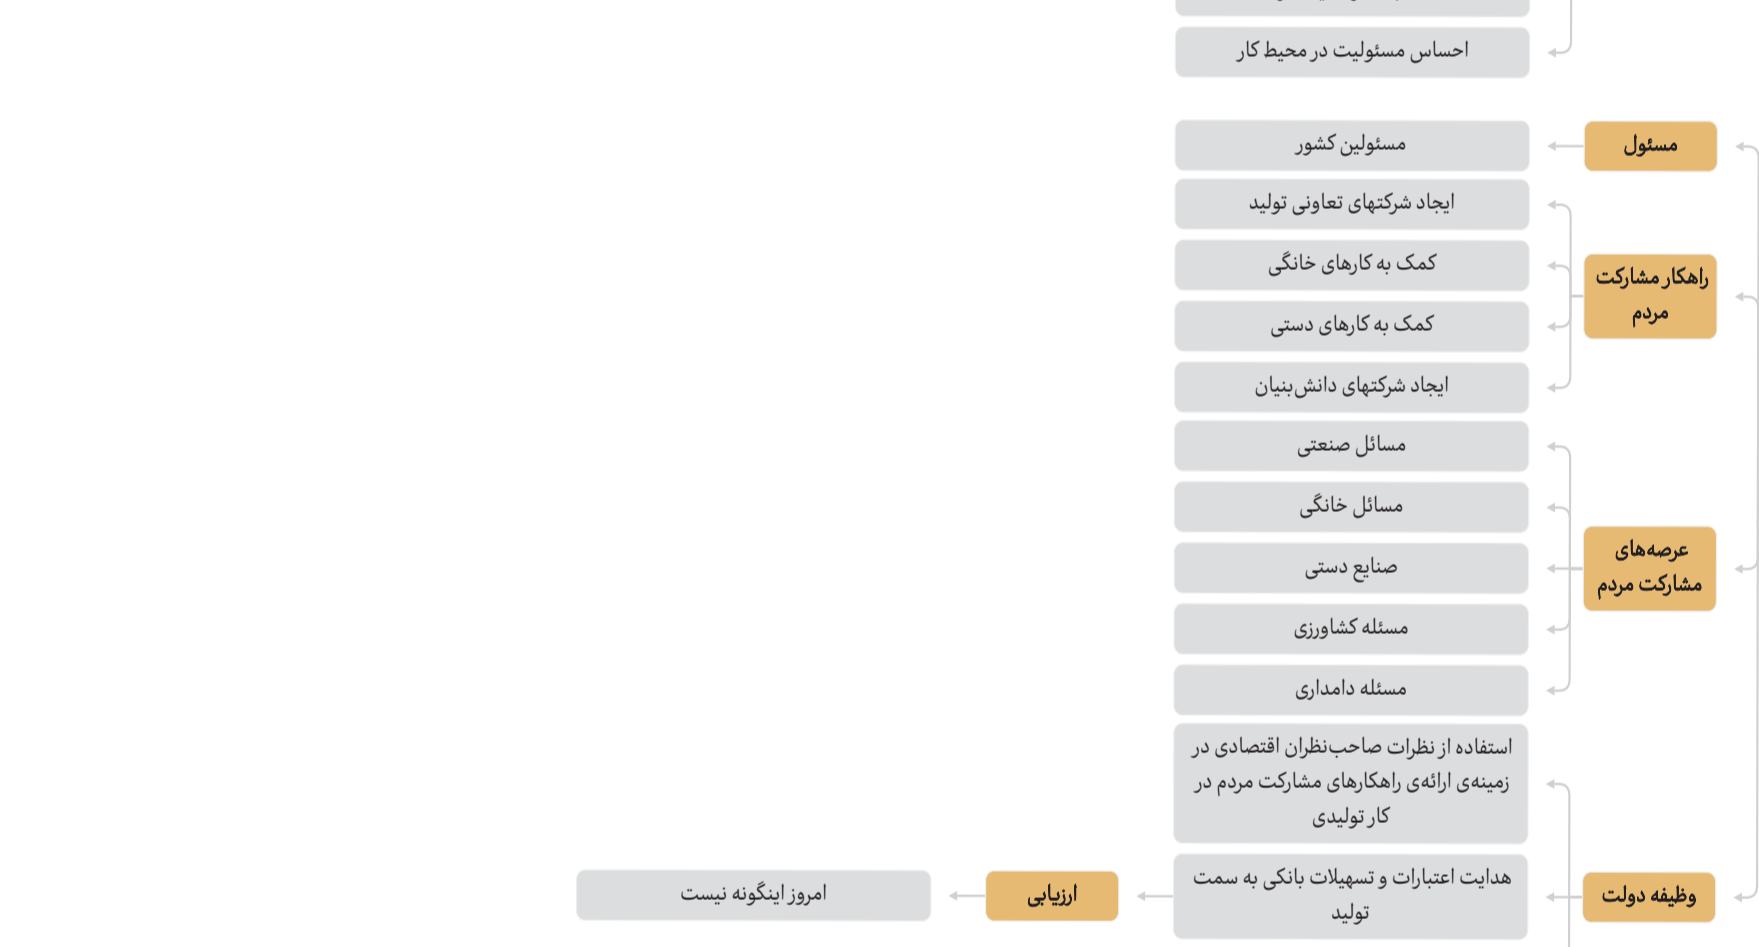 احساس مسئولیت در محیط کار
مسئول
مسئولین کشور
راهکار مشارکت
مردم
ایجاد شرکتهای تعاونی تولید
کمک به کارهای خانگی
کمک به کارهای دستی
ایجاد شرکتهای دانش‌بنیان
عرصه‌های
مشارکت مردم
مسائل صنعتی
مسائل خانگی
صنایع دستی
مسئله کشاورزی
مسئله دامداری
وظیفه دولت
استفاده از نظرات صاحب‌نظران اقتصادی در
زمینه‌ی ارائه‌ی راهکارهای مشارکت مردم در
کار تولیدی
هدایت اعتبارات و تسهیلات بانکی به سمت
تولید
ارزیابی
امروز اینگونه نیست